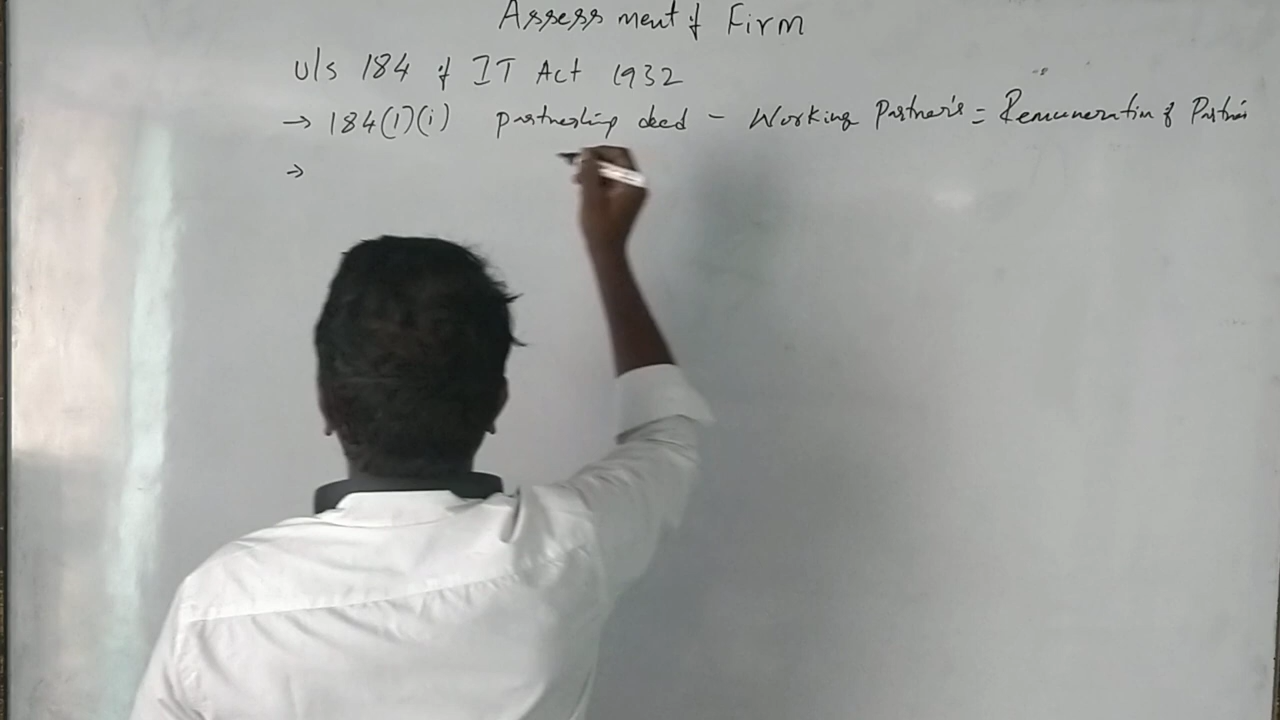 Assessment of Firm
u/s 184 of IT Act 1932
→ 184(1)(i) partnership deed - Working Partner's = Remuneration of Partner's
→